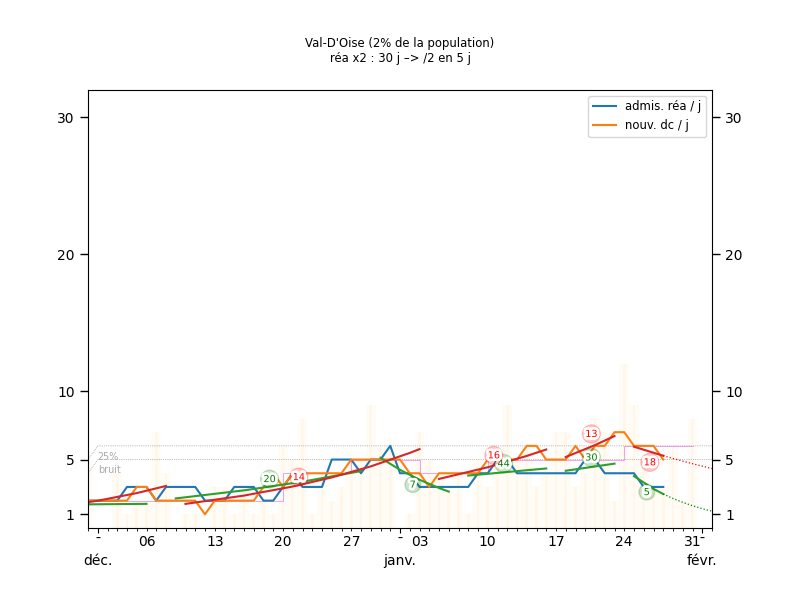 Val-D'Oise (2% de la population)
réa x2 : 30 j –> /2 en 5 j
admis. réa / j
nouv. dc / j
30
30
20
20
10
10
5
5
1
1
25%
bruit
20
14
7
16
44
13
30
18
5
- 06 13 20 27 - 03 10 17 24 31-
déc. janv. févr.